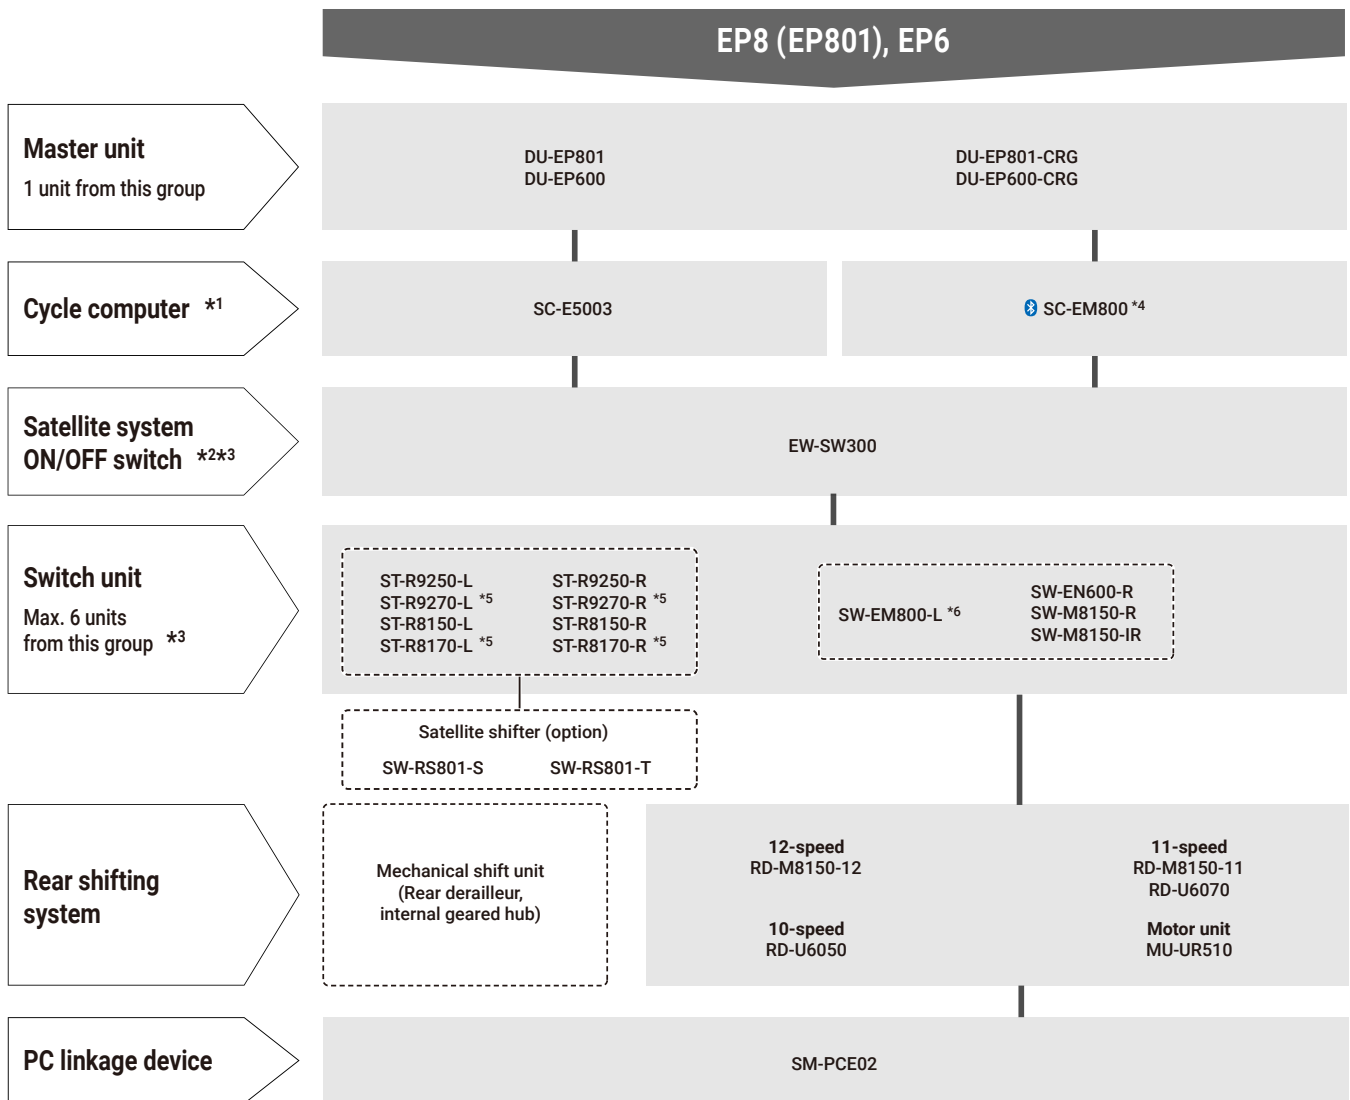 EP8 (EP801), EP6
Master unit
1 unit from this group
DU-EP801
DU-EP600
DU-EP801-CRG
DU-EP600-CRG
Cycle computer *1
SC-E5003
SC-EM800 *4
Satellite system
ON/OFF switch *2*3
EW-SW300
Switch unit
Max. 6 units
from this group *3
ST-R9250-L
ST-R9270-L *5
ST-R8150-L
ST-R8170-L *5
ST-R9250-R
ST-R9270-R *5
ST-R8150-R
ST-R8170-R *5
SW-EM800-L *6
SW-EN600-R
SW-M8150-R
SW-M8150-IR
Satellite shifter (option)
SW-RS801-S
SW-RS801-T
Rear shifting
system
Mechanical shift unit
(Rear derailleur,
internal geared hub)
12-speed
RD-M8150-12
11-speed
RD-M8150-11
RD-U6070
10-speed
RD-U6050
Motor unit
MU-UR510
PC linkage device
SM-PCE02